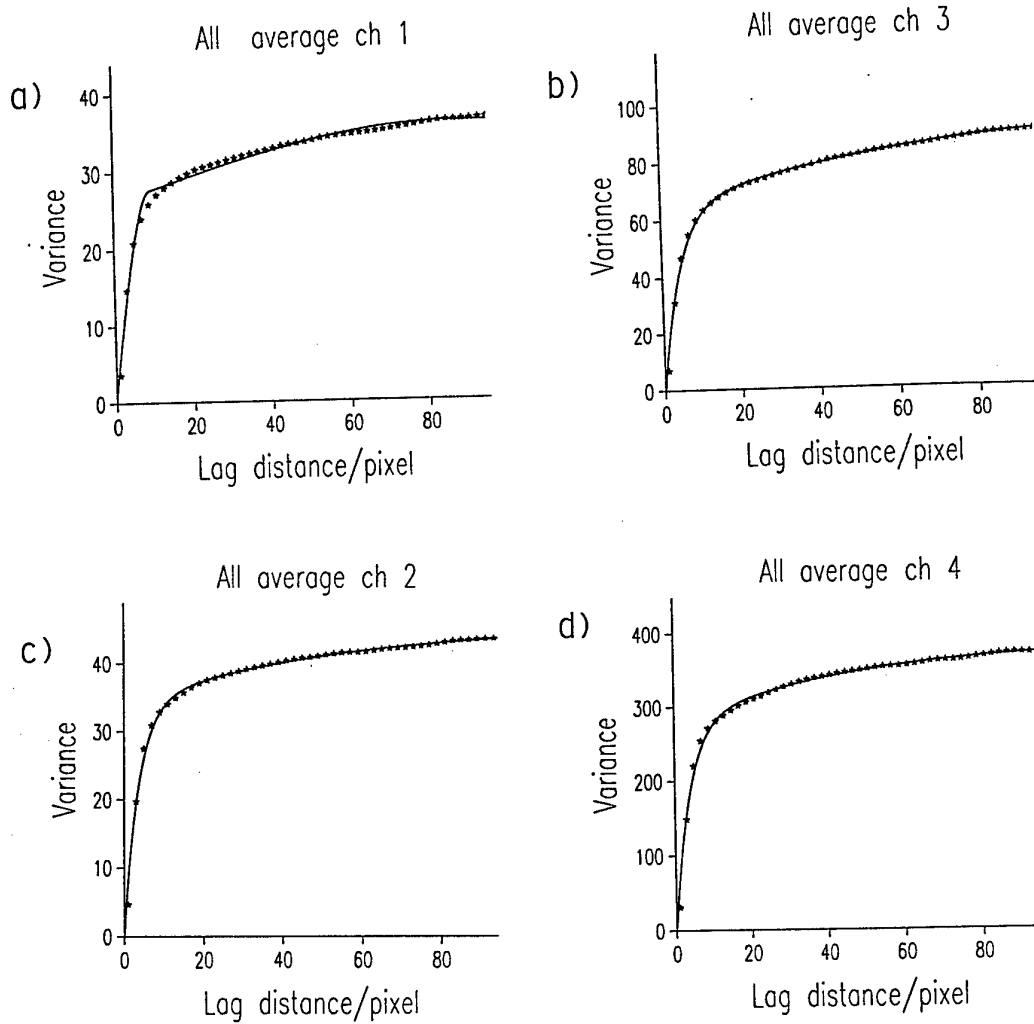 All average ch 1
a)
40
30
20
10
0
Variance
0 20 40 60 80
Lag distance/pixel
All average ch 3
b)
100
80
60
40
20
0
Variance
0 20 40 60 80
Lag distance/pixel
All average ch 2
c)
40
30
20
10
0
Variance
0 20 40 60 80
Lag distance/pixel
All average ch 4
d)
400
300
200
100
0
Variance
0 20 40 60 80
Lag distance/pixel